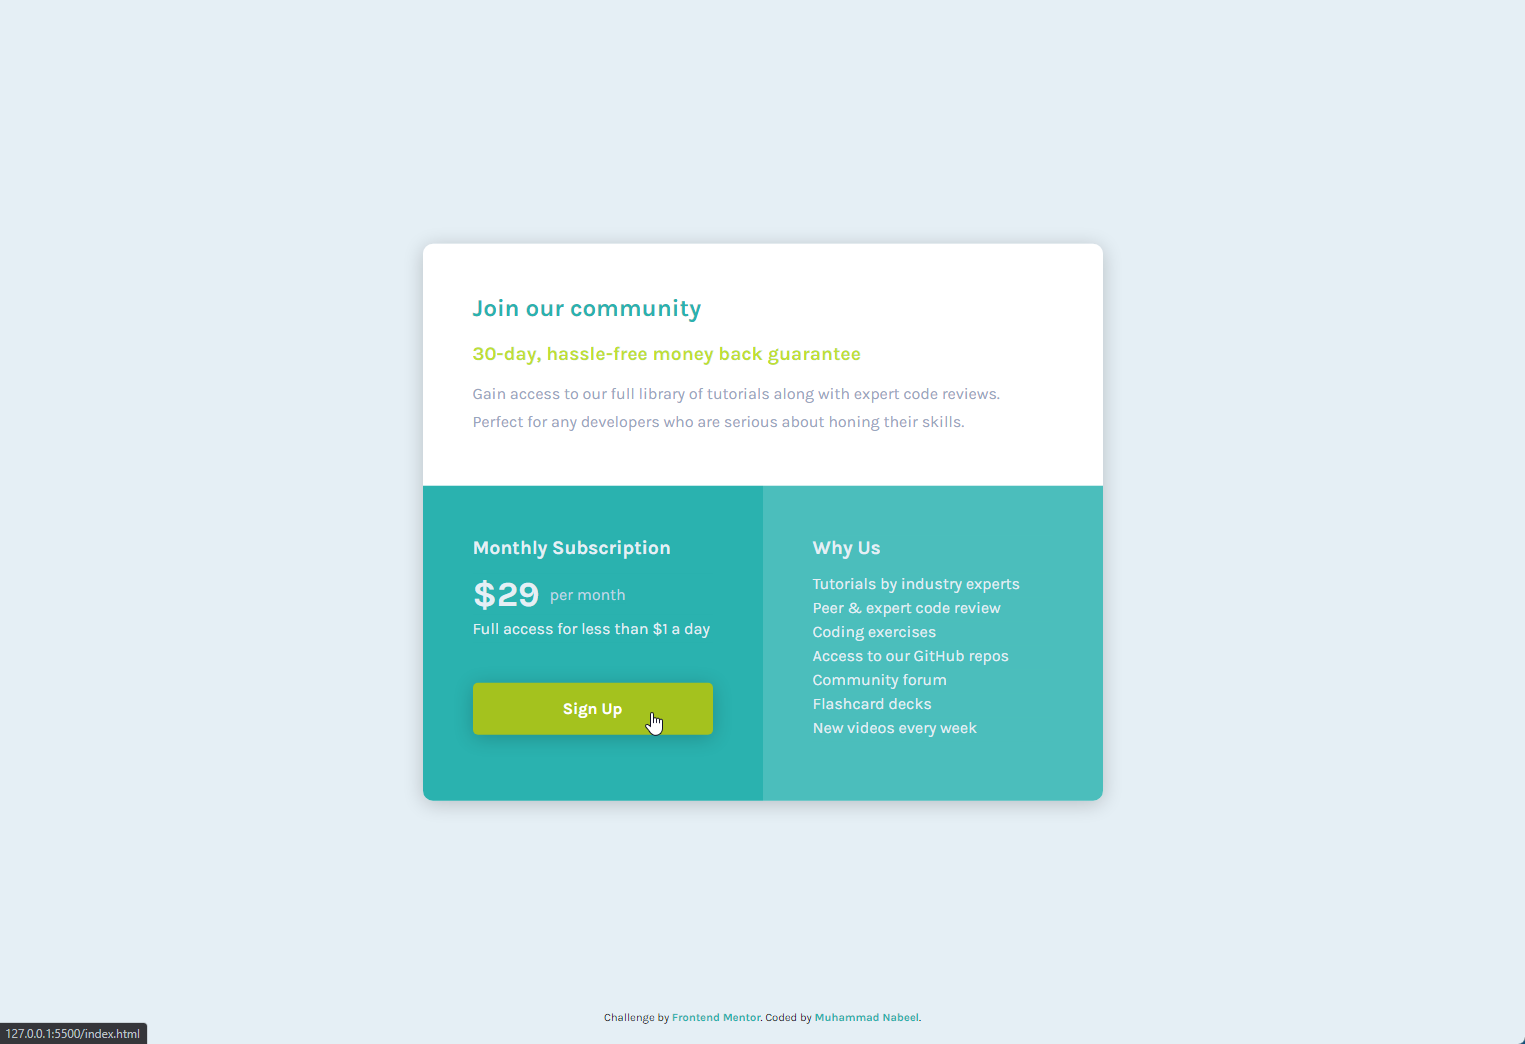 Join our community
30-day, hassle-free money back guarantee
Gain access to our full library of tutorials along with expert code reviews.
Perfect for any developers who are serious about honing their skills.
Monthly Subscription
$29 per month
Full access for less than $1 a day
Sign Up
Why Us
Tutorials by industry experts
Peer & expert code review
Coding exercises
Access to our GitHub repos
Community forum
Flashcard decks
New videos every week
Challenge by Frontend Mentor. Coded by Muhammad Nabeel.
127.0.0.1:5500/index.html